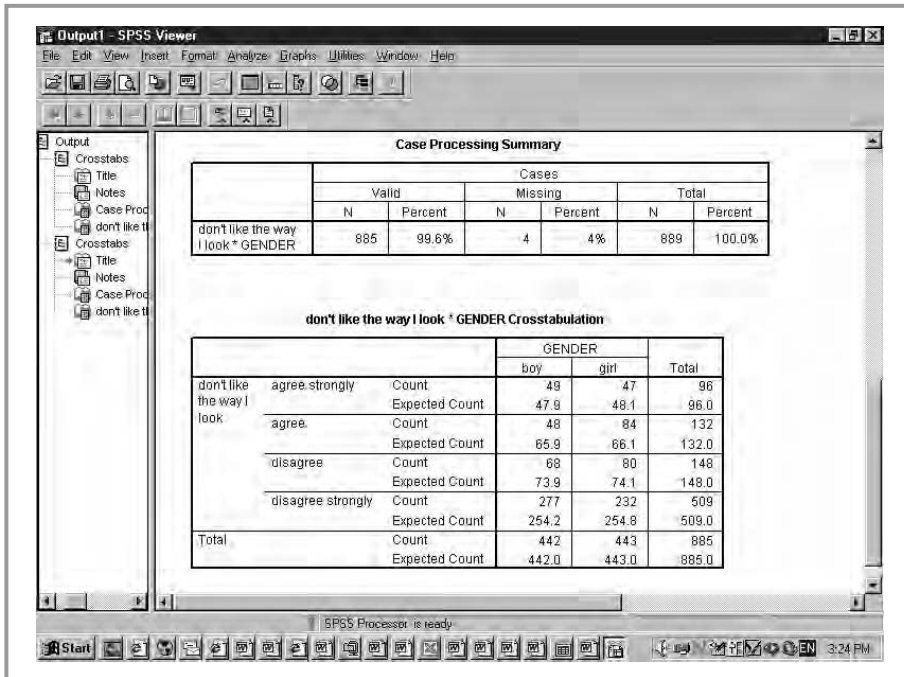 Output1 - SPSS Viewer
File Edit View Insert Format Analyze Graphs Utilities Window Help
Output
Crosstabs
Title
Notes
Case Proc
don't like tl
Crosstabs
Title
Notes
Case Proc
don't like tl
Case Processing Summary
Cases
Valid Missing Total
N Percent N Percent N Percent
don't like the way I look * GENDER 885 99.6% 4 4% 889 100.0%
don't like the way I look * GENDER Crosstabulation
GENDER
boy girl Total
don't like the way I look agree strongly Count 49 47 96
Expected Count 47.9 48.1 96.0
agree. Count 48 84 132
Expected Count 65.9 66.1 132.0
disagree Count 68 80 148
Expected Count 73.9 74.1 148.0
disagree strongly Count 277 232 509
Expected Count 254.2 254.8 509.0
Total Count 442 443 885
Expected Count 442.0 443.0 885.0
SPSS Processor is ready
Start EN 3:24 PM